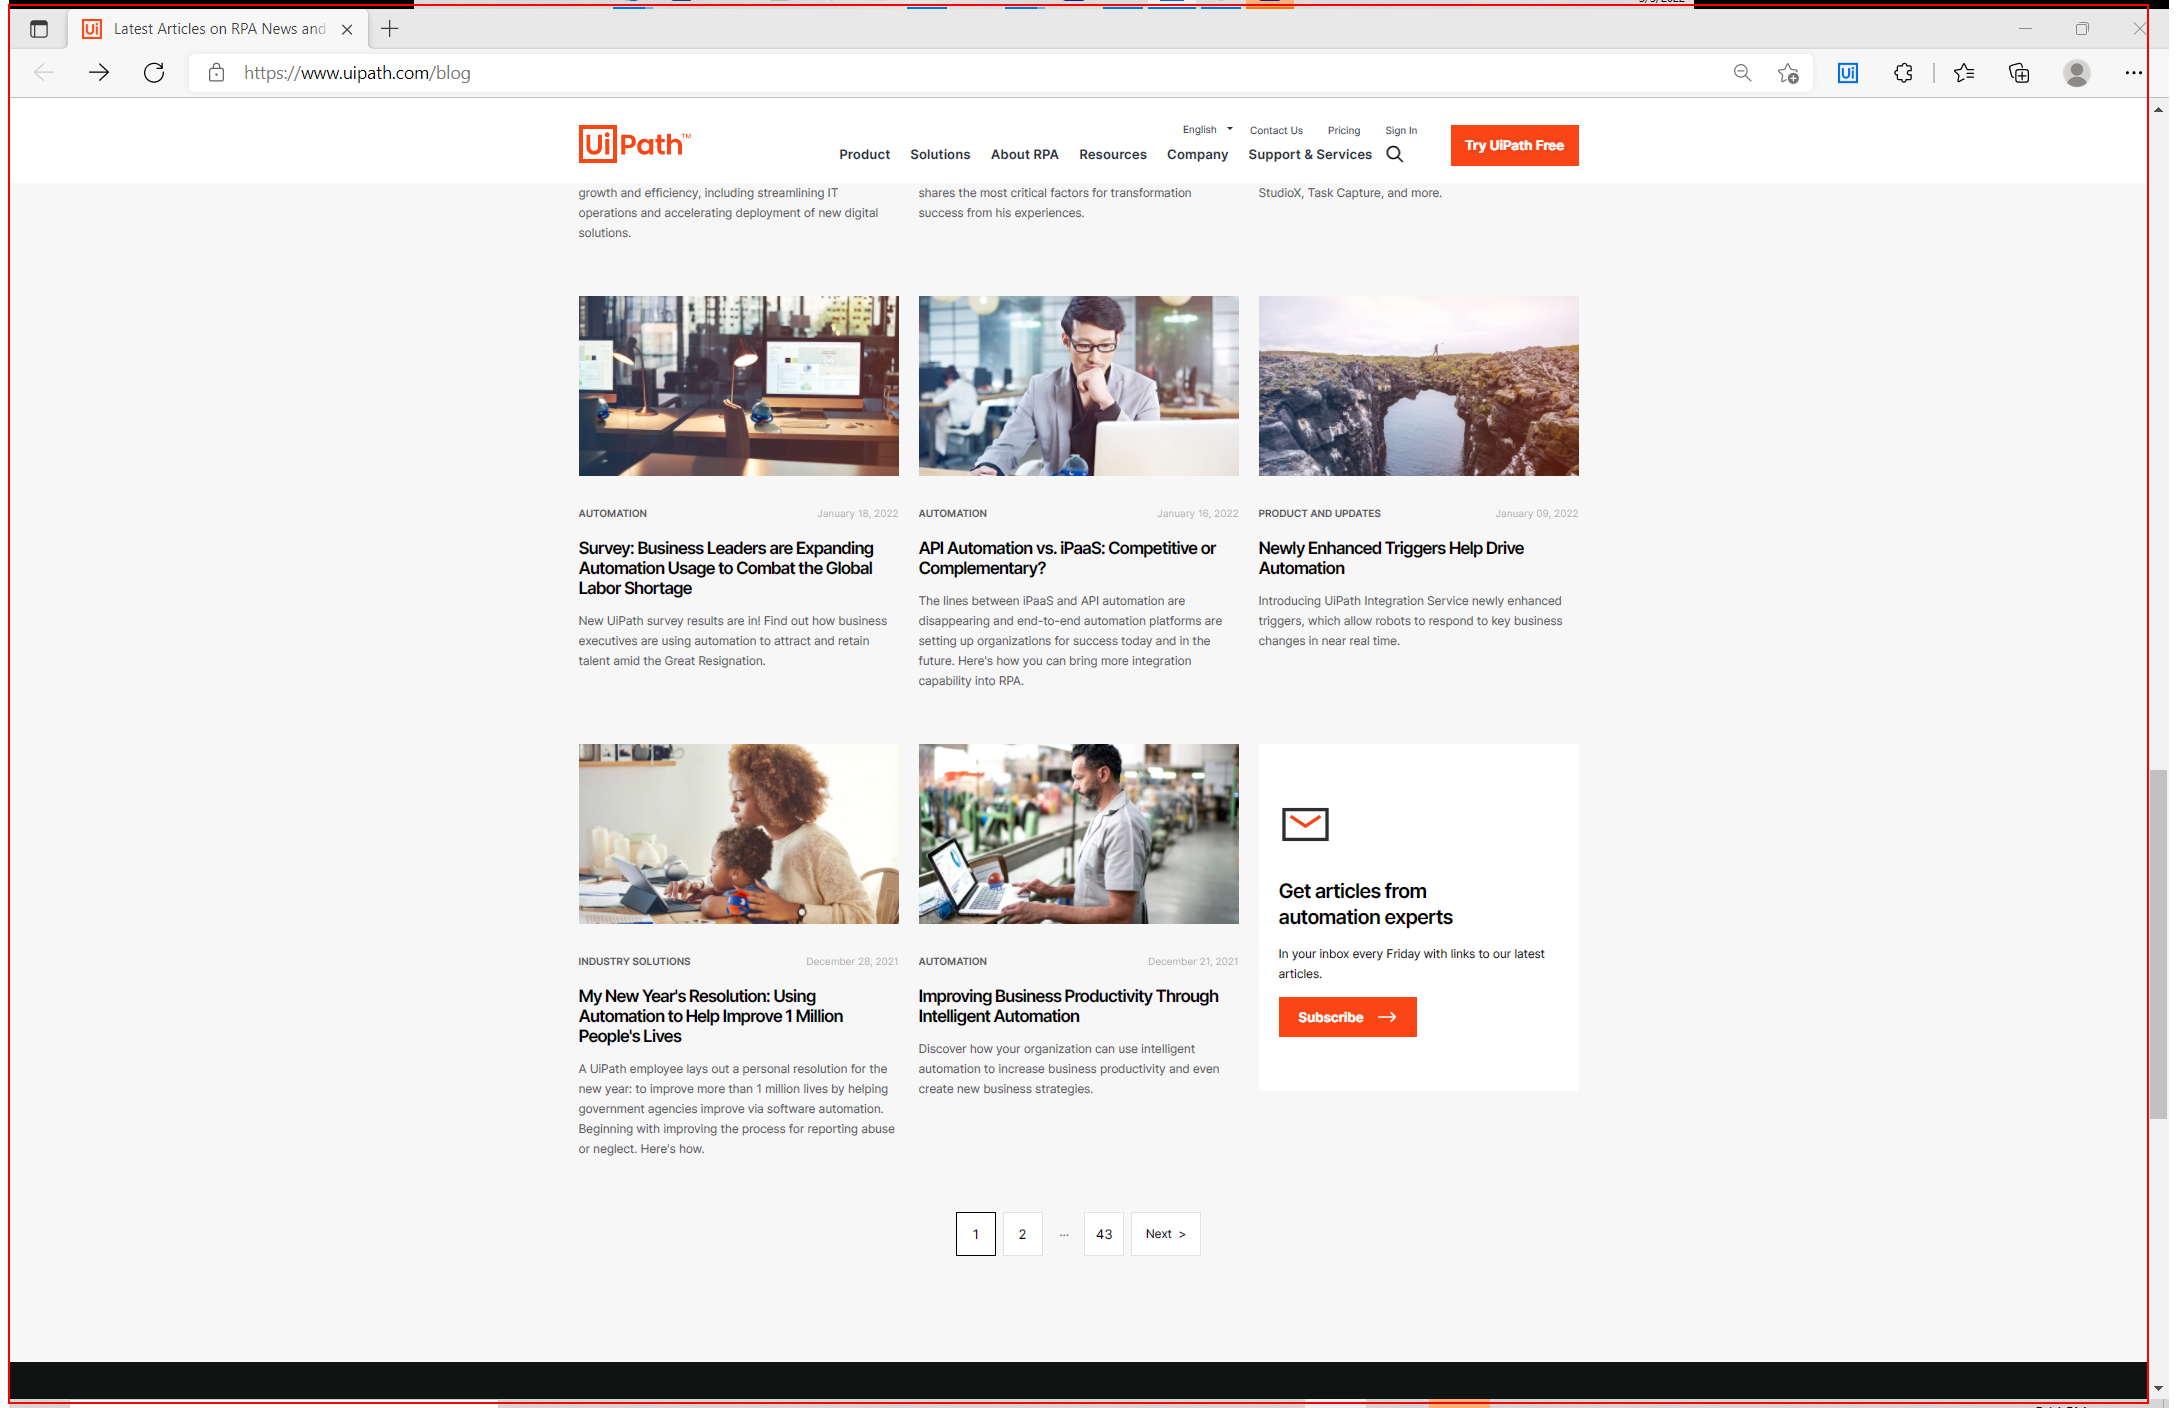 Latest Articles on RPA News and
https://www.uipath.com/blog
UiPath™
English
Contact Us
Pricing
Sign In
Product
Solutions
About RPA
Resources
Company
Support & Services
Try UiPath Free
growth and efficiency, including streamlining IT
operations and accelerating deployment of new digital
solutions.
shares the most critical factors for transformation
success from his experiences.
StudioX, Task Capture, and more.
AUTOMATION
January 18, 2022
Survey: Business Leaders are Expanding
Automation Usage to Combat the Global
Labor Shortage
New UiPath survey results are in! Find out how business
executives are using automation to attract and retain
talent amid the Great Resignation.
AUTOMATION
January 16, 2022
API Automation vs. iPaaS: Competitive or
Complementary?
The lines between iPaaS and API automation are
disappearing and end-to-end automation platforms are
setting up organizations for success today and in the
future. Here's how you can bring more integration
capability into RPA.
PRODUCT AND UPDATES
January 09, 2022
Newly Enhanced Triggers Help Drive
Automation
Introducing UiPath Integration Service newly enhanced
triggers, which allow robots to respond to key business
changes in near real time.
INDUSTRY SOLUTIONS
December 28, 2021
My New Year's Resolution: Using
Automation to Help Improve 1 Million
People's Lives
A UiPath employee lays out a personal resolution for the
new year: to improve more than 1 million lives by helping
government agencies improve via software automation.
Beginning with improving the process for reporting abuse
or neglect. Here's how.
AUTOMATION
December 21, 2021
Improving Business Productivity Through
Intelligent Automation
Discover how your organization can use intelligent
automation to increase business productivity and even
create new business strategies.
Get articles from
automation experts
In your inbox every Friday with links to our latest
articles.
Subscribe
1 2 ... 43 Next >